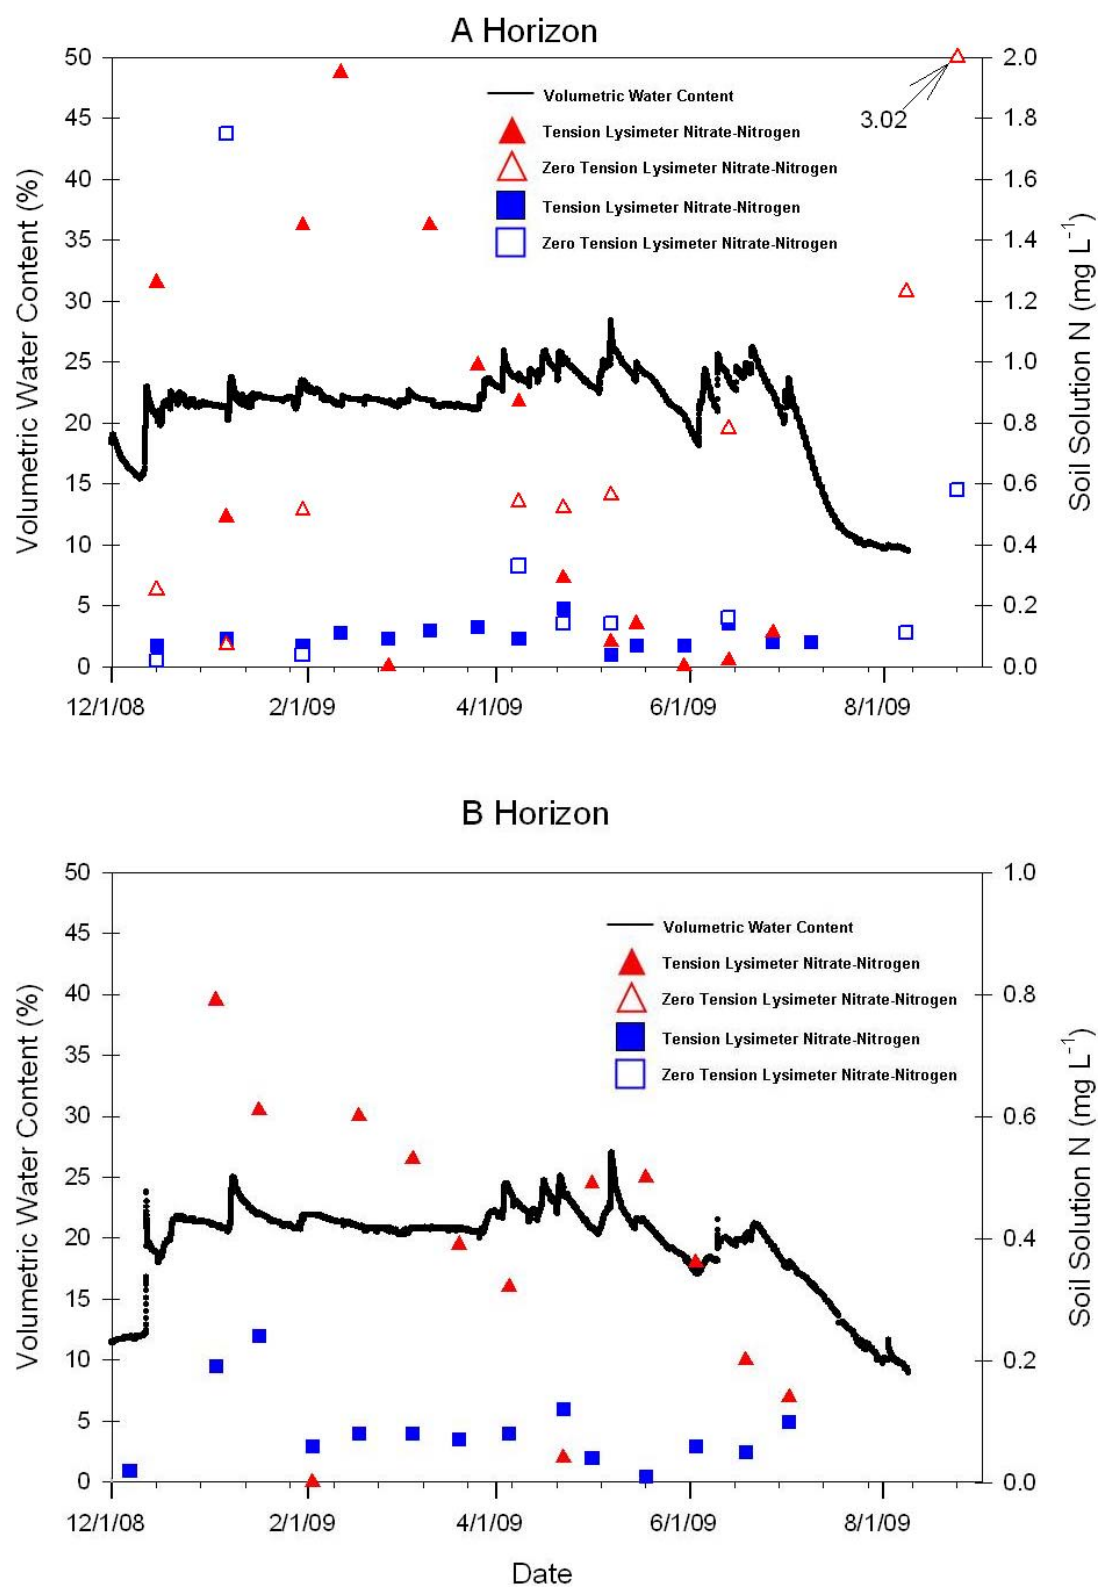 A Horizon
50
45
40
35
30
25
20
15
10
5
0
Volumetric Water Content (%)
Volumetric Water Content
Tension Lysimeter Nitrate-Nitrogen
Zero Tension Lysimeter Nitrate-Nitrogen
Tension Lysimeter Nitrate-Nitrogen
Zero Tension Lysimeter Nitrate-Nitrogen
3.02
2.0
1.8
1.6
1.4
1.2
1.0
0.8
0.6
0.4
0.2
0.0
Soil Solution N (mg L⁻¹)
12/1/08 2/1/09 4/1/09 6/1/09 8/1/09
B Horizon
50
45
40
35
30
25
20
15
10
5
0
Volumetric Water Content (%)
Volumetric Water Content
Tension Lysimeter Nitrate-Nitrogen
Zero Tension Lysimeter Nitrate-Nitrogen
Tension Lysimeter Nitrate-Nitrogen
Zero Tension Lysimeter Nitrate-Nitrogen
1.0
0.8
0.6
0.4
0.2
0.0
Soil Solution N (mg L⁻¹)
12/1/08 2/1/09 4/1/09 6/1/09 8/1/09
Date